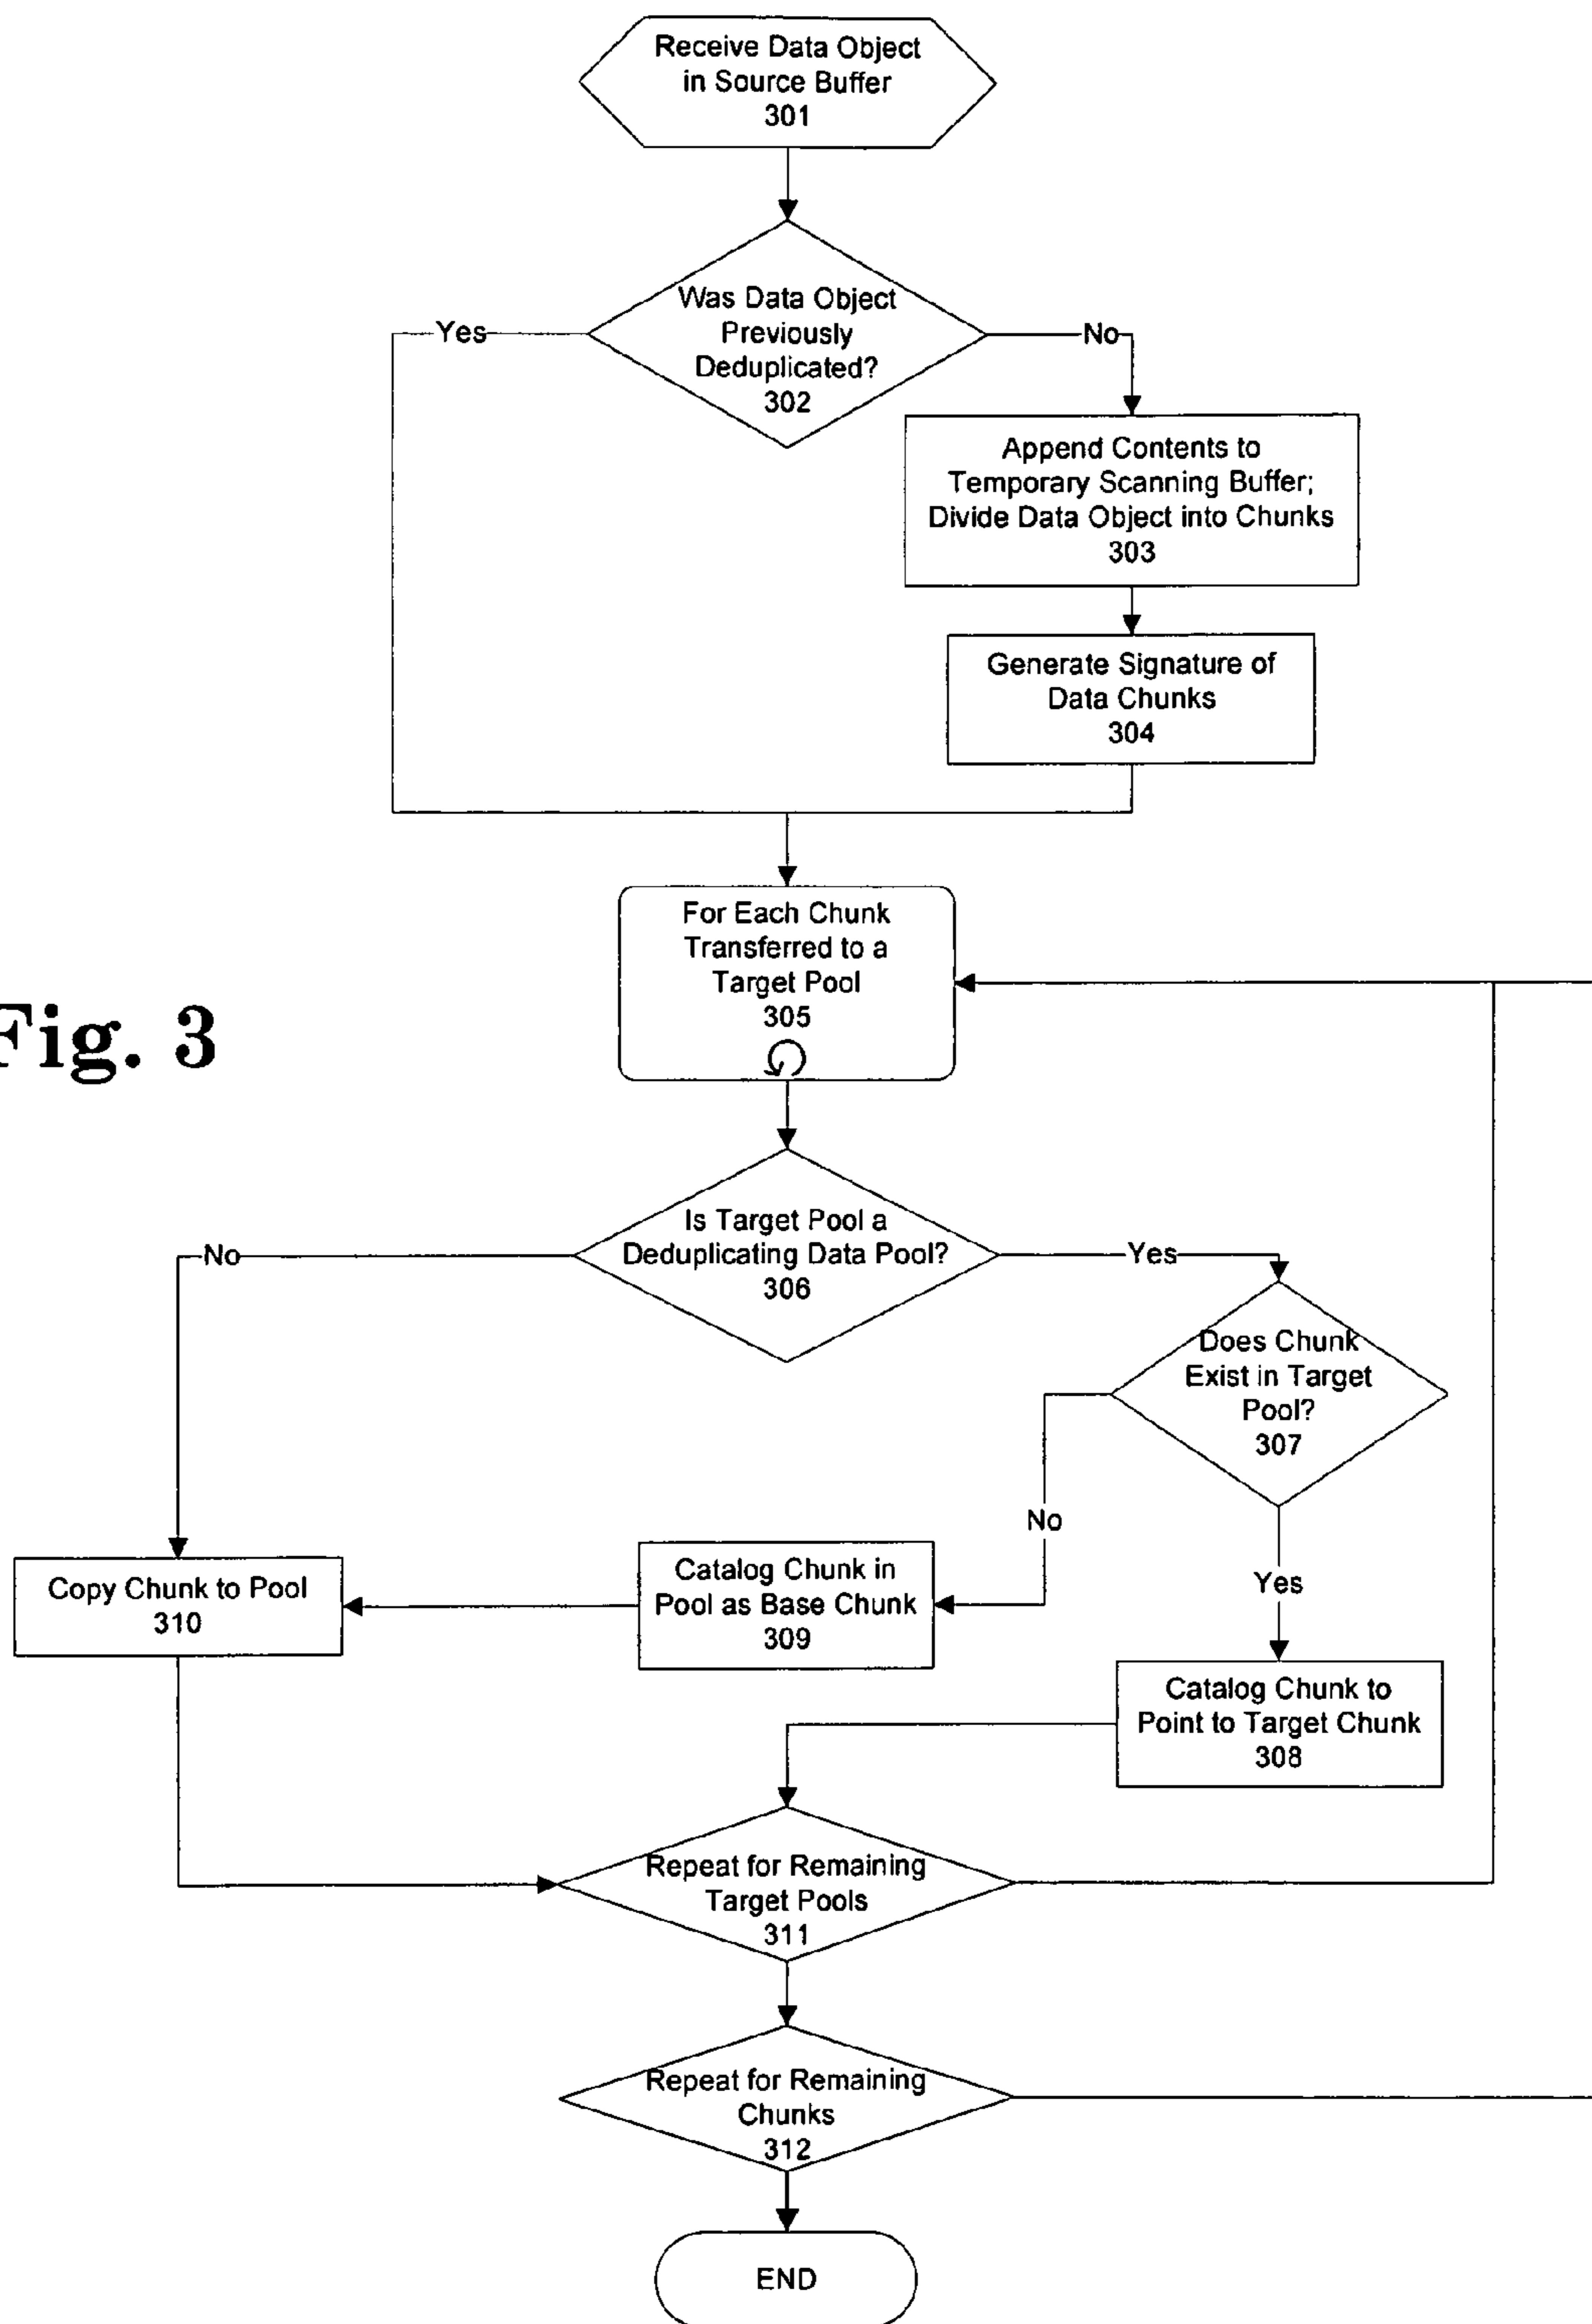 Receive Data Object
in Source Buffer
301
Was Data Object
Previously
Deduplicated?
302
Yes
No
Append Contents to
Temporary Scanning Buffer;
Divide Data Object into Chunks
303
Generate Signature of
Data Chunks
304
For Each Chunk
Transferred to a
Target Pool
305
Fig. 3
Is Target Pool a
Deduplicating Data Pool?
306
No
Yes
Does Chunk
Exist in Target
Pool?
307
No
Yes
Copy Chunk to Pool
310
Catalog Chunk in
Pool as Base Chunk
309
Catalog Chunk to
Point to Target Chunk
308
Repeat for Remaining
Target Pools
311
Repeat for Remaining
Chunks
312
END